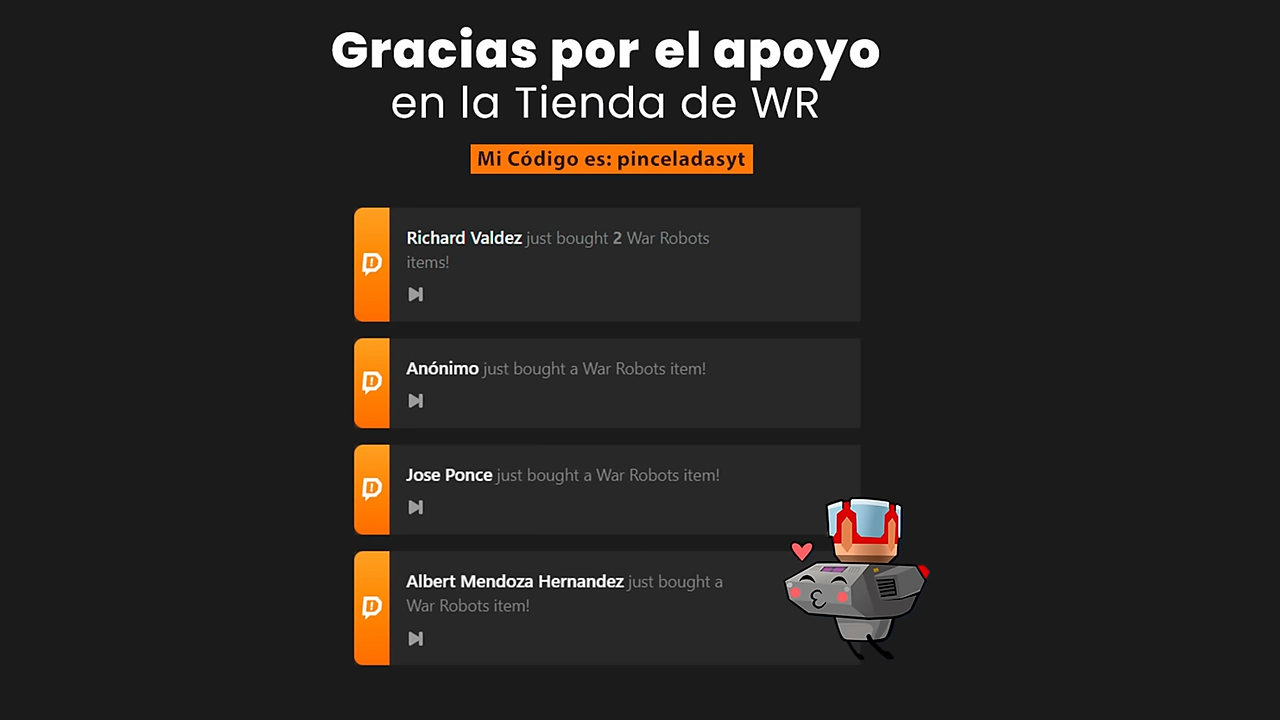 Gracias por el apoyo
en la Tienda de WR
Mi Código es: pinceladasyt
Richard Valdez just bought 2 War Robots
items!
Anónimo just bought a War Robots item!
Jose Ponce just bought a War Robots item!
Albert Mendoza Hernandez just bought a
War Robots item!